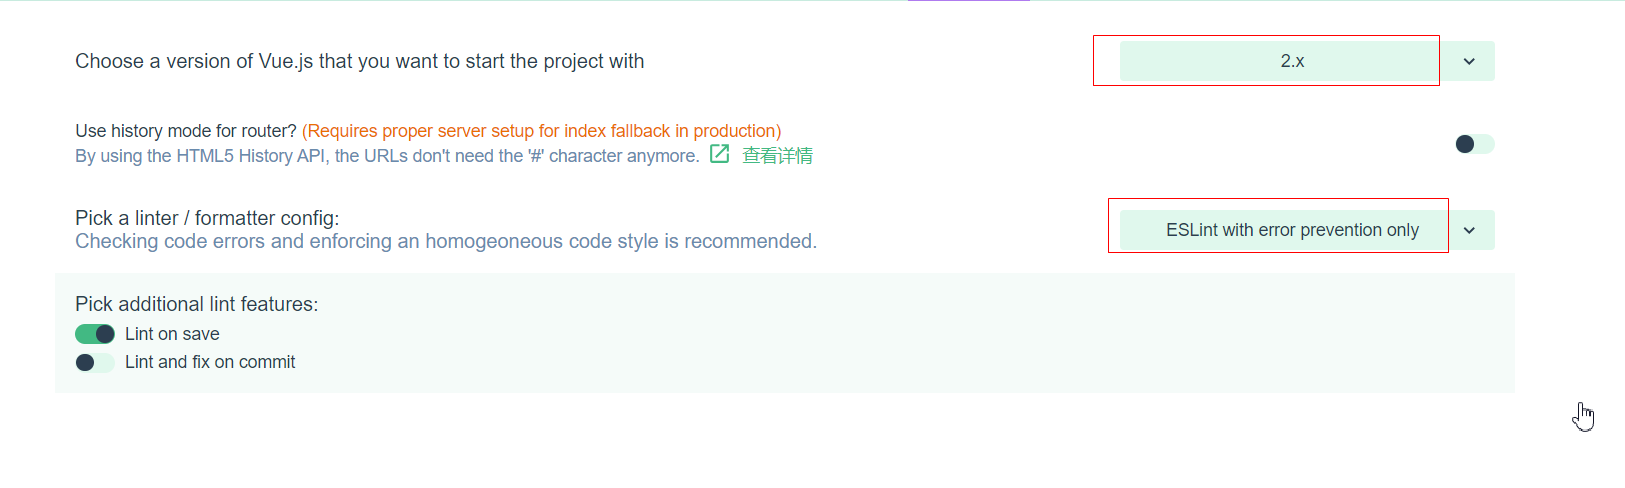 Choose a version of Vue.js that you want to start the project with
2.x
Use history mode for router? (Requires proper server setup for index fallback in production)
By using the HTML5 History API, the URLs don't need the '#' character anymore. 查看详情
Pick a linter / formatter config:
Checking code errors and enforcing an homogeoneous code style is recommended.
ESLint with error prevention only
Pick additional lint features:
Lint on save
Lint and fix on commit